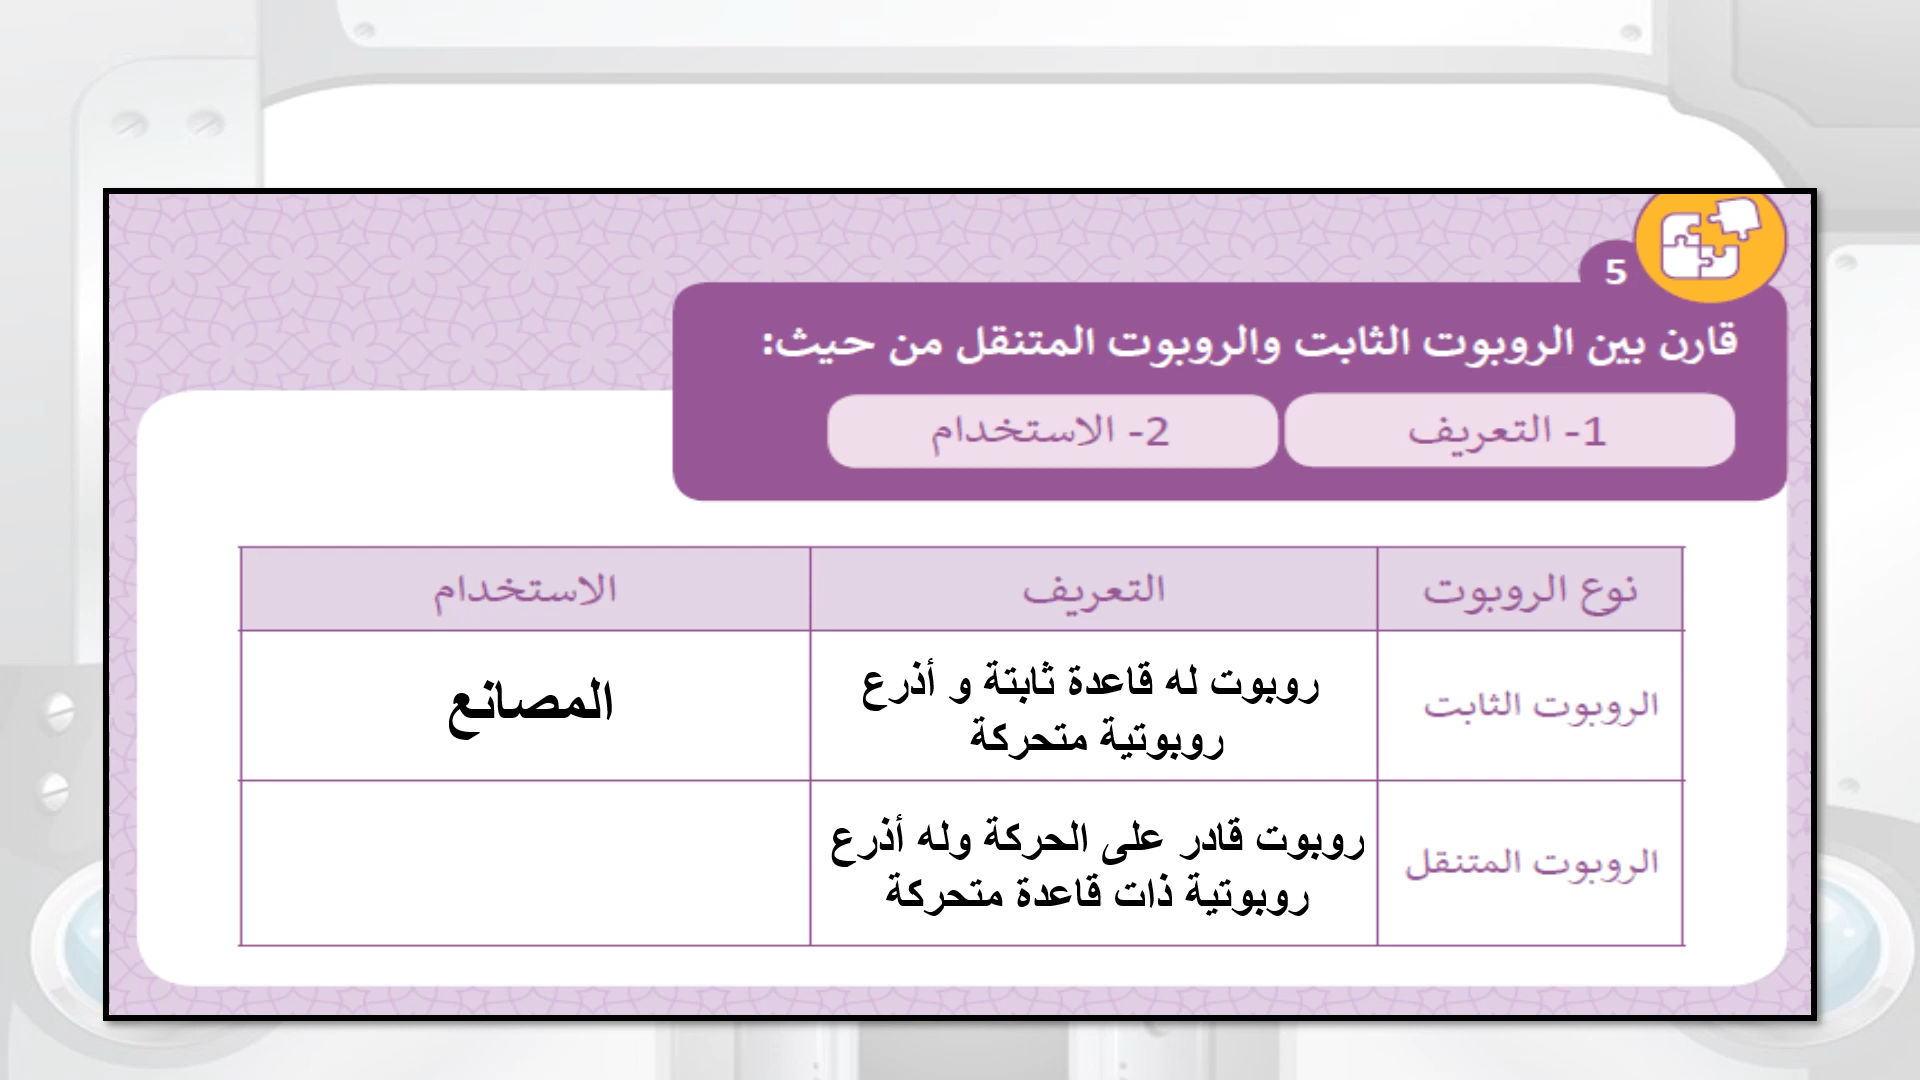 5
قارن بين الروبوت الثابت والروبوت المتنقل من حيث:
1- التعريف
2- الاستخدام
نوع الروبوت
التعريف
الاستخدام
الروبوت الثابت
روبوت له قاعدة ثابتة و أذرع
روبوتية متحركة
المصانع
الروبوت المتنقل
روبوت قادر على الحركة وله أذرع
روبوتية ذات قاعدة متحركة